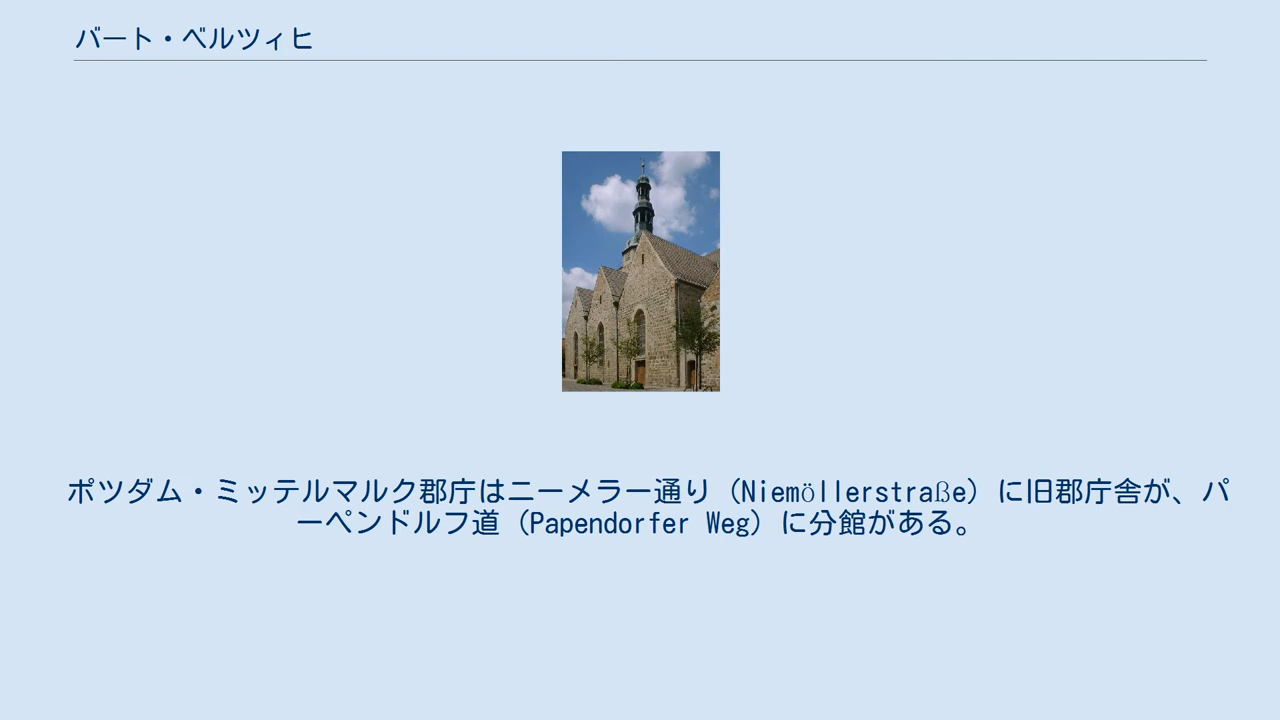 バート・ベルツィヒ
ポツダム・ミッテルマルク郡庁はニーメラー通り（Niemöllerstraße）に旧郡庁舎が、パ
ーペンドルフ道（Papendorfer Weg）に分館がある。